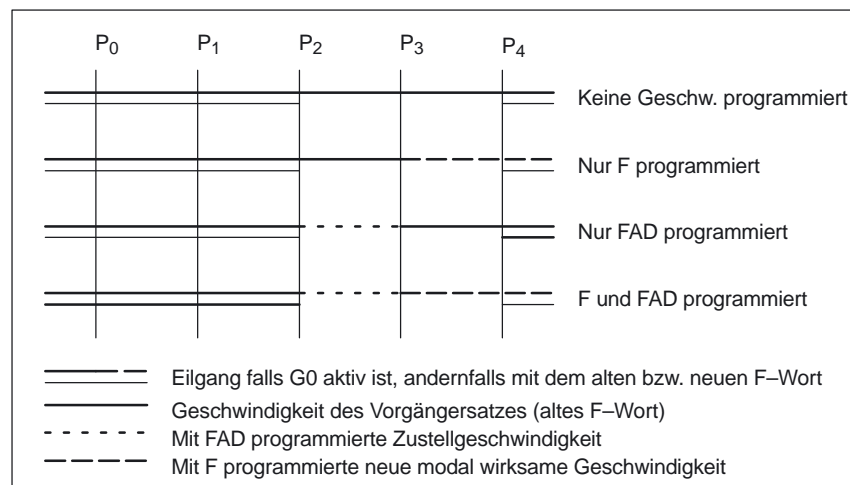 P0 P1 P2 P3 P4
Keine Geschw. programmiert
Nur F programmiert
Nur FAD programmiert
F und FAD programmiert
Eilgang falls G0 aktiv ist, andernfalls mit dem alten bzw. neuen F–Wort
Geschwindigkeit des Vorgängersatzes (altes F–Wort)
Mit FAD programmierte Zustellgeschwindigkeit
Mit F programmierte neue modal wirksame Geschwindigkeit